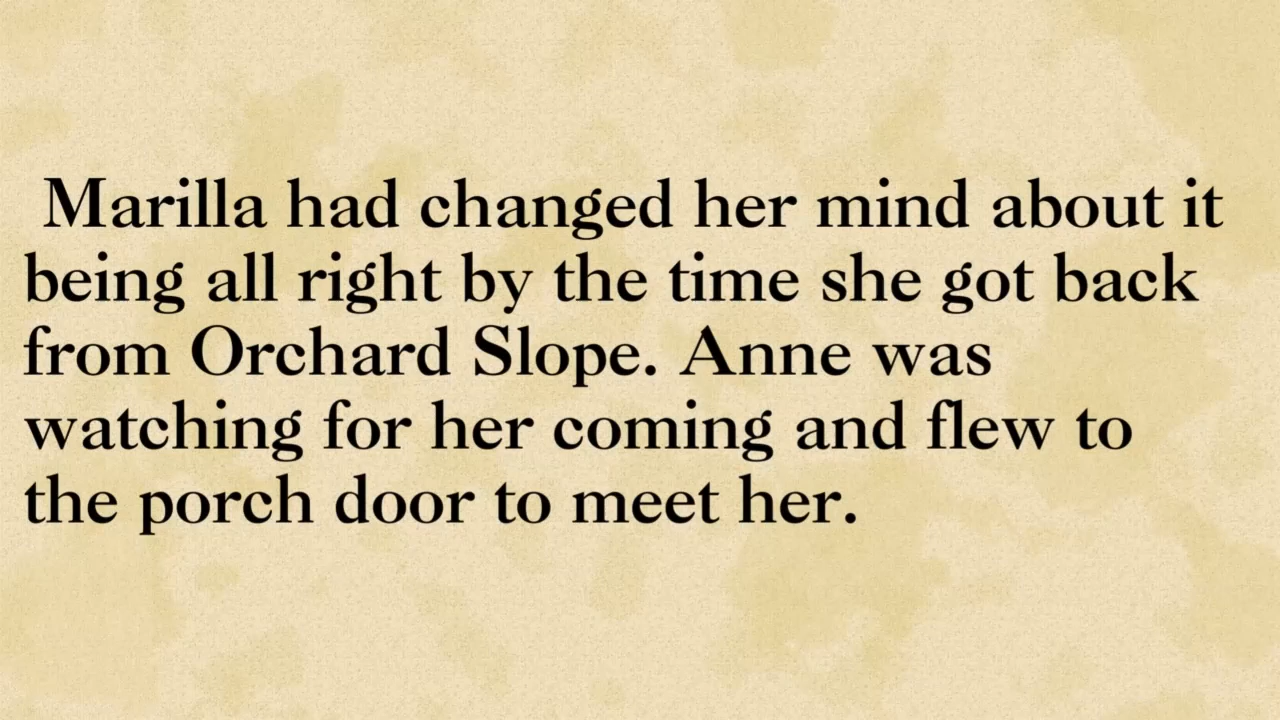 Marilla had changed her mind about it
being all right by the time she got back
from Orchard Slope. Anne was
watching for her coming and flew to
the porch door to meet her.